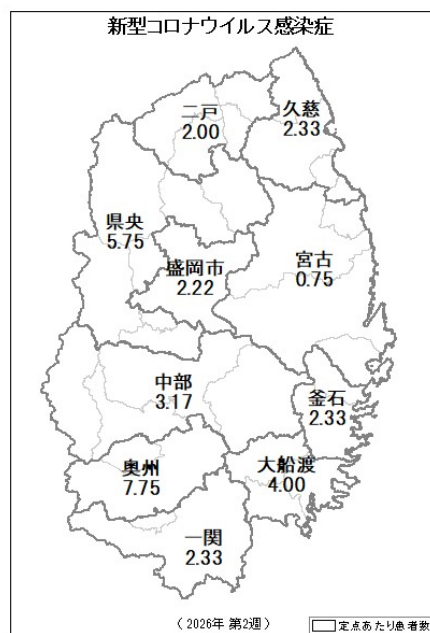 新型コロナウイルス感染症
二戸
2.00
久慈
2.33
県央
5.75
盛岡市
2.22
宮古
0.75
中部
3.17
釜石
2.33
奥州
7.75
大船渡
4.00
一関
2.33
（2026年 第2週）
定点あたり患者数